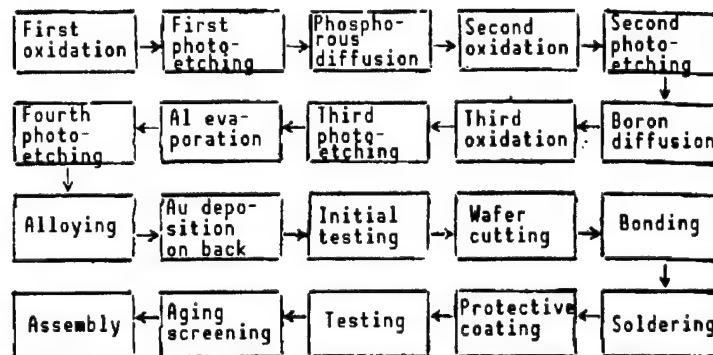 First
oxidation
First
photo-
etching
Phospho-
rous
diffusion
Second
oxidation
Second
photo-
etching
Fourth
photo-
etching
Al eva-
poration
Third
photo-
etching
Third
oxidation
Boron
diffusion
Alloying
Au depo-
sition
on back
Initial
testing
Wafer
cutting
Bonding
Assembly
Aging
screening
Testing
Protective
coating
Soldering